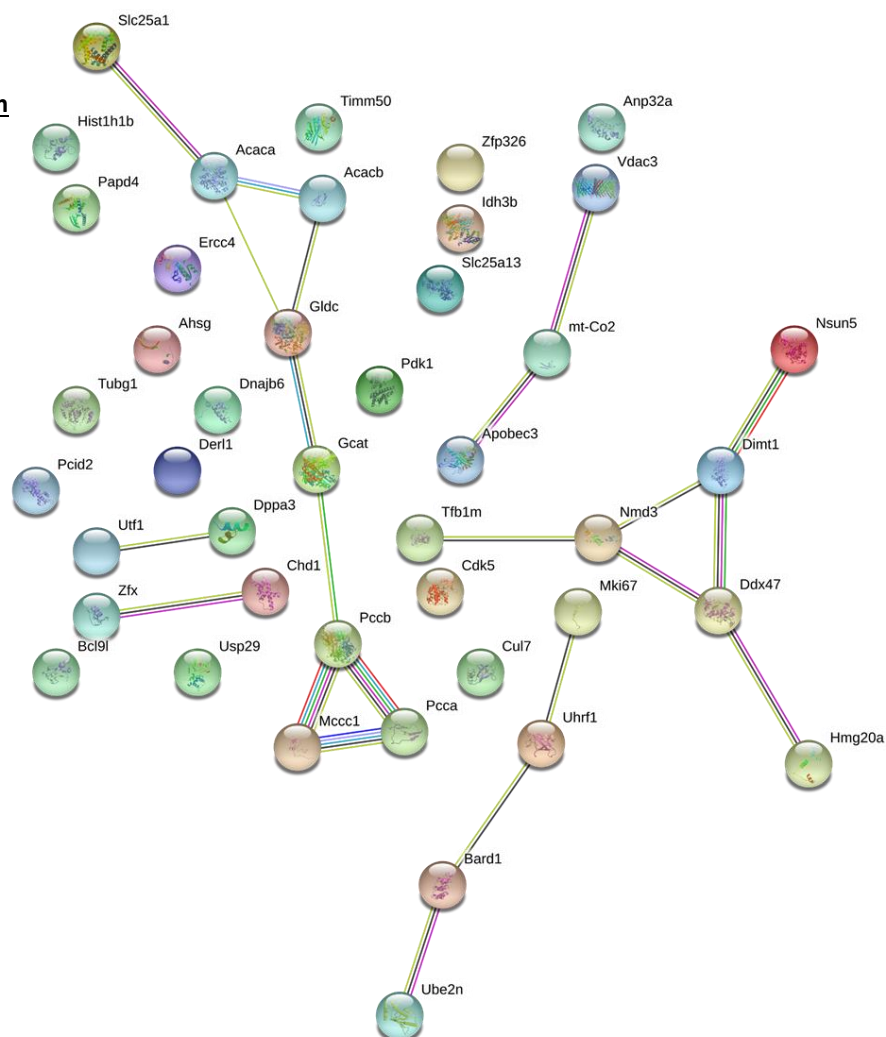 Slc25a1
n
Timm50
Anp32a
Hist1h1b
Zfp326
Vdac3
Acaca
Acacb
Papd4
Idh3b
Ercc4
Slc25a13
Gldc
mt-Co2
Nsun5
Ahsg
Pdk1
Tubg1
Dnajb6
Gcat
Apobec3
Dimt1
Derl1
Pcid2
Dppa3
Tfb1m
Nmd3
Utf1
Chd1
Cdk5
Mki67
Ddx47
Zfx
Pccb
Bcl9l
Usp29
Cul7
Pcca
Mccc1
Uhrf1
Hmg20a
Bard1
Ube2n